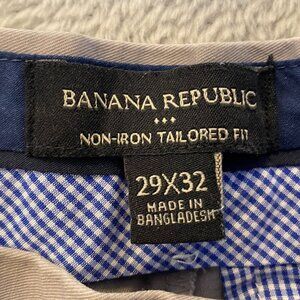 BANANA REPUBLIC
NON-IRON TAILORED FIT
29X32
MADE IN
BANGLADESH